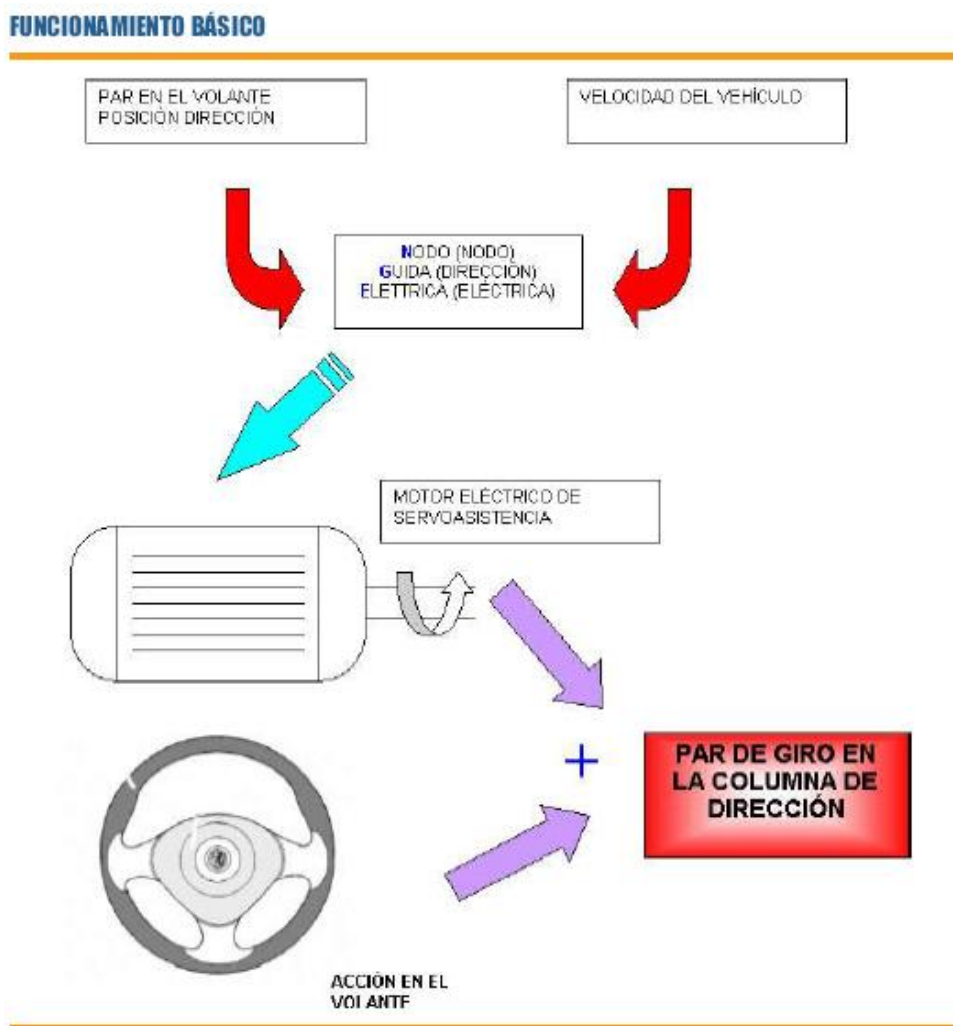 FUNCIONAMIENTO BÁSICO
PAR EN EL VOLANTE
POSICIÓN DIRECCIÓN
VELOCIDAD DEL VEHÍCULO
NODO (NODO)
GUIDA (DIRECCIÓN)
ELETTRICA (ELÉCTRICA)
MOTOR ELÉCTRICO DE
SERVOASISTENCIA
PAR DE GIRO EN
LA COLUMNA DE
DIRECCIÓN
+
ACCIÓN EN EL
VOLANTE